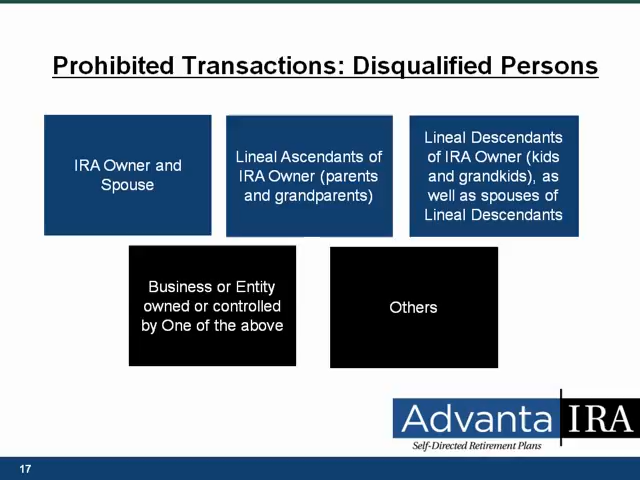 Prohibited Transactions: Disqualified Persons
IRA Owner and
Spouse
Lineal Ascendants of
IRA Owner (parents
and grandparents)
Lineal Descendants
of IRA Owner (kids
and grandkids), as
well as spouses of
Lineal Descendants
Business or Entity
owned or controlled
by One of the above
Others
Advanta IRA
Self-Directed Retirement Plans
17